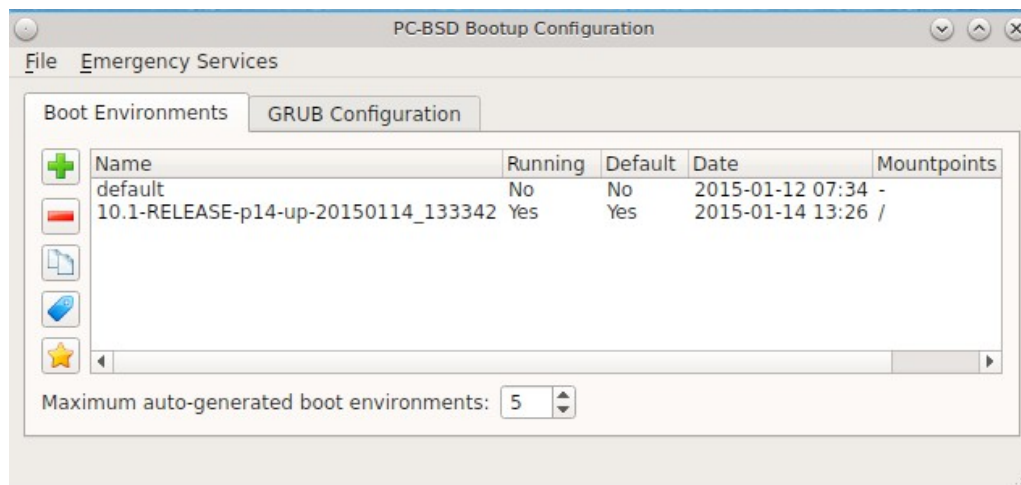 PC-BSD Bootup Configuration
File Emergency Services
Boot Environments GRUB Configuration
Name Running Default Date Mountpoints
default No No 2015-01-12 07:34 -
10.1-RELEASE-p14-up-20150114_133342 Yes Yes 2015-01-14 13:26 /
Maximum auto-generated boot environments: 5